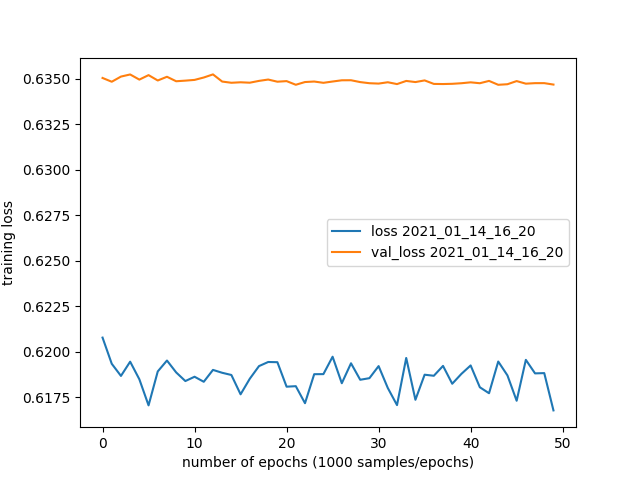 0.6350
0.6325
0.6300
0.6275
0.6250
0.6225
0.6200
0.6175
training loss
loss 2021_01_14_16_20
val_loss 2021_01_14_16_20
0 10 20 30 40 50
number of epochs (1000 samples/epochs)